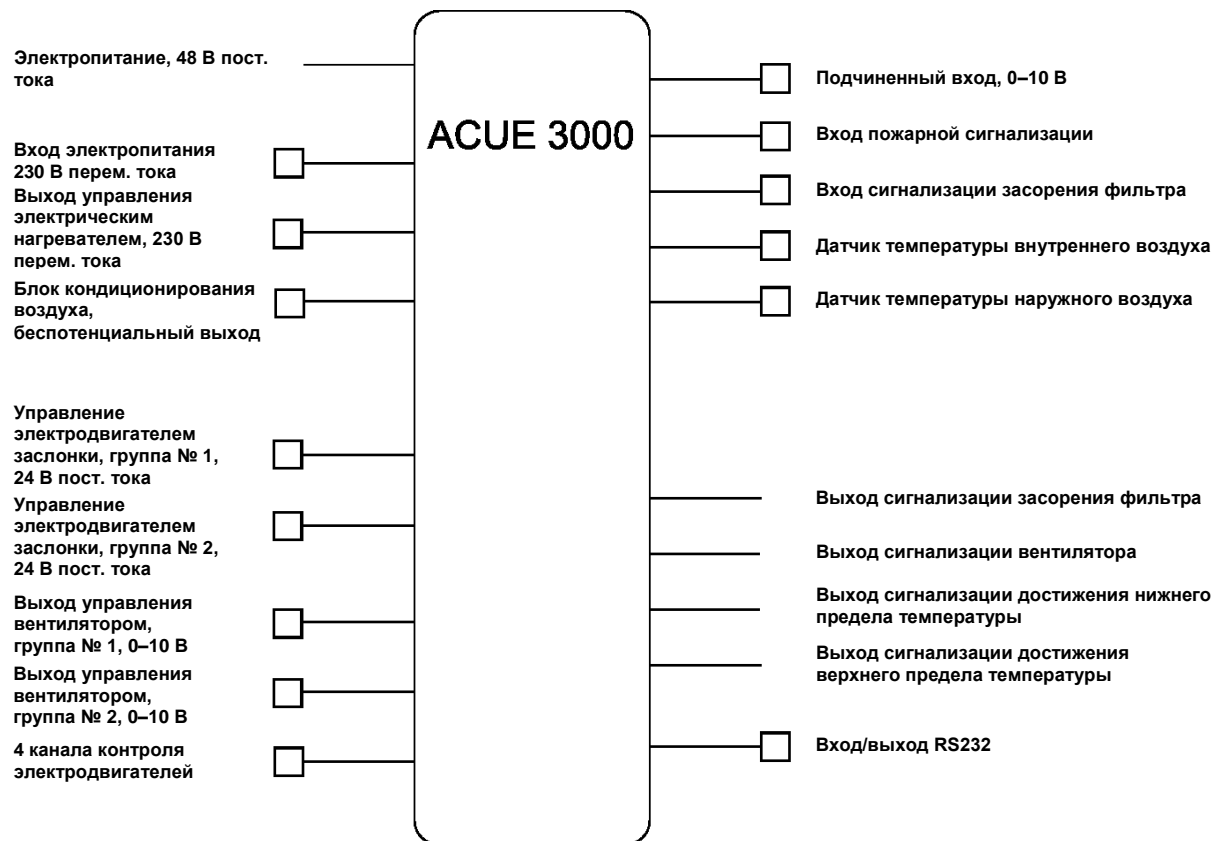 Электропитание, 48 В пост.
тока
Вход электропитания
230 В перем. тока
Выход управления
электрическим
нагревателем, 230 В
перем. тока
Блок кондиционирования
воздуха,
беспотенциальный выход
Управление
электродвигателем
заслонки, группа № 1,
24 В пост. тока
Управление
электродвигателем
заслонки, группа № 2,
24 В пост. тока
Выход управления
вентилятором,
группа № 1, 0–10 В
Выход управления
вентилятором,
группа № 2, 0–10 В
4 канала контроля
электродвигателей
ACUE 3000
Подчиненный вход, 0–10 В
Вход пожарной сигнализации
Вход сигнализации засорения фильтра
Датчик температуры внутреннего воздуха
Датчик температуры наружного воздуха
Выход сигнализации засорения фильтра
Выход сигнализации вентилятора
Выход сигнализации достижения нижнего
предела температуры
Выход сигнализации достижения
верхнего предела температуры
Вход/выход RS232